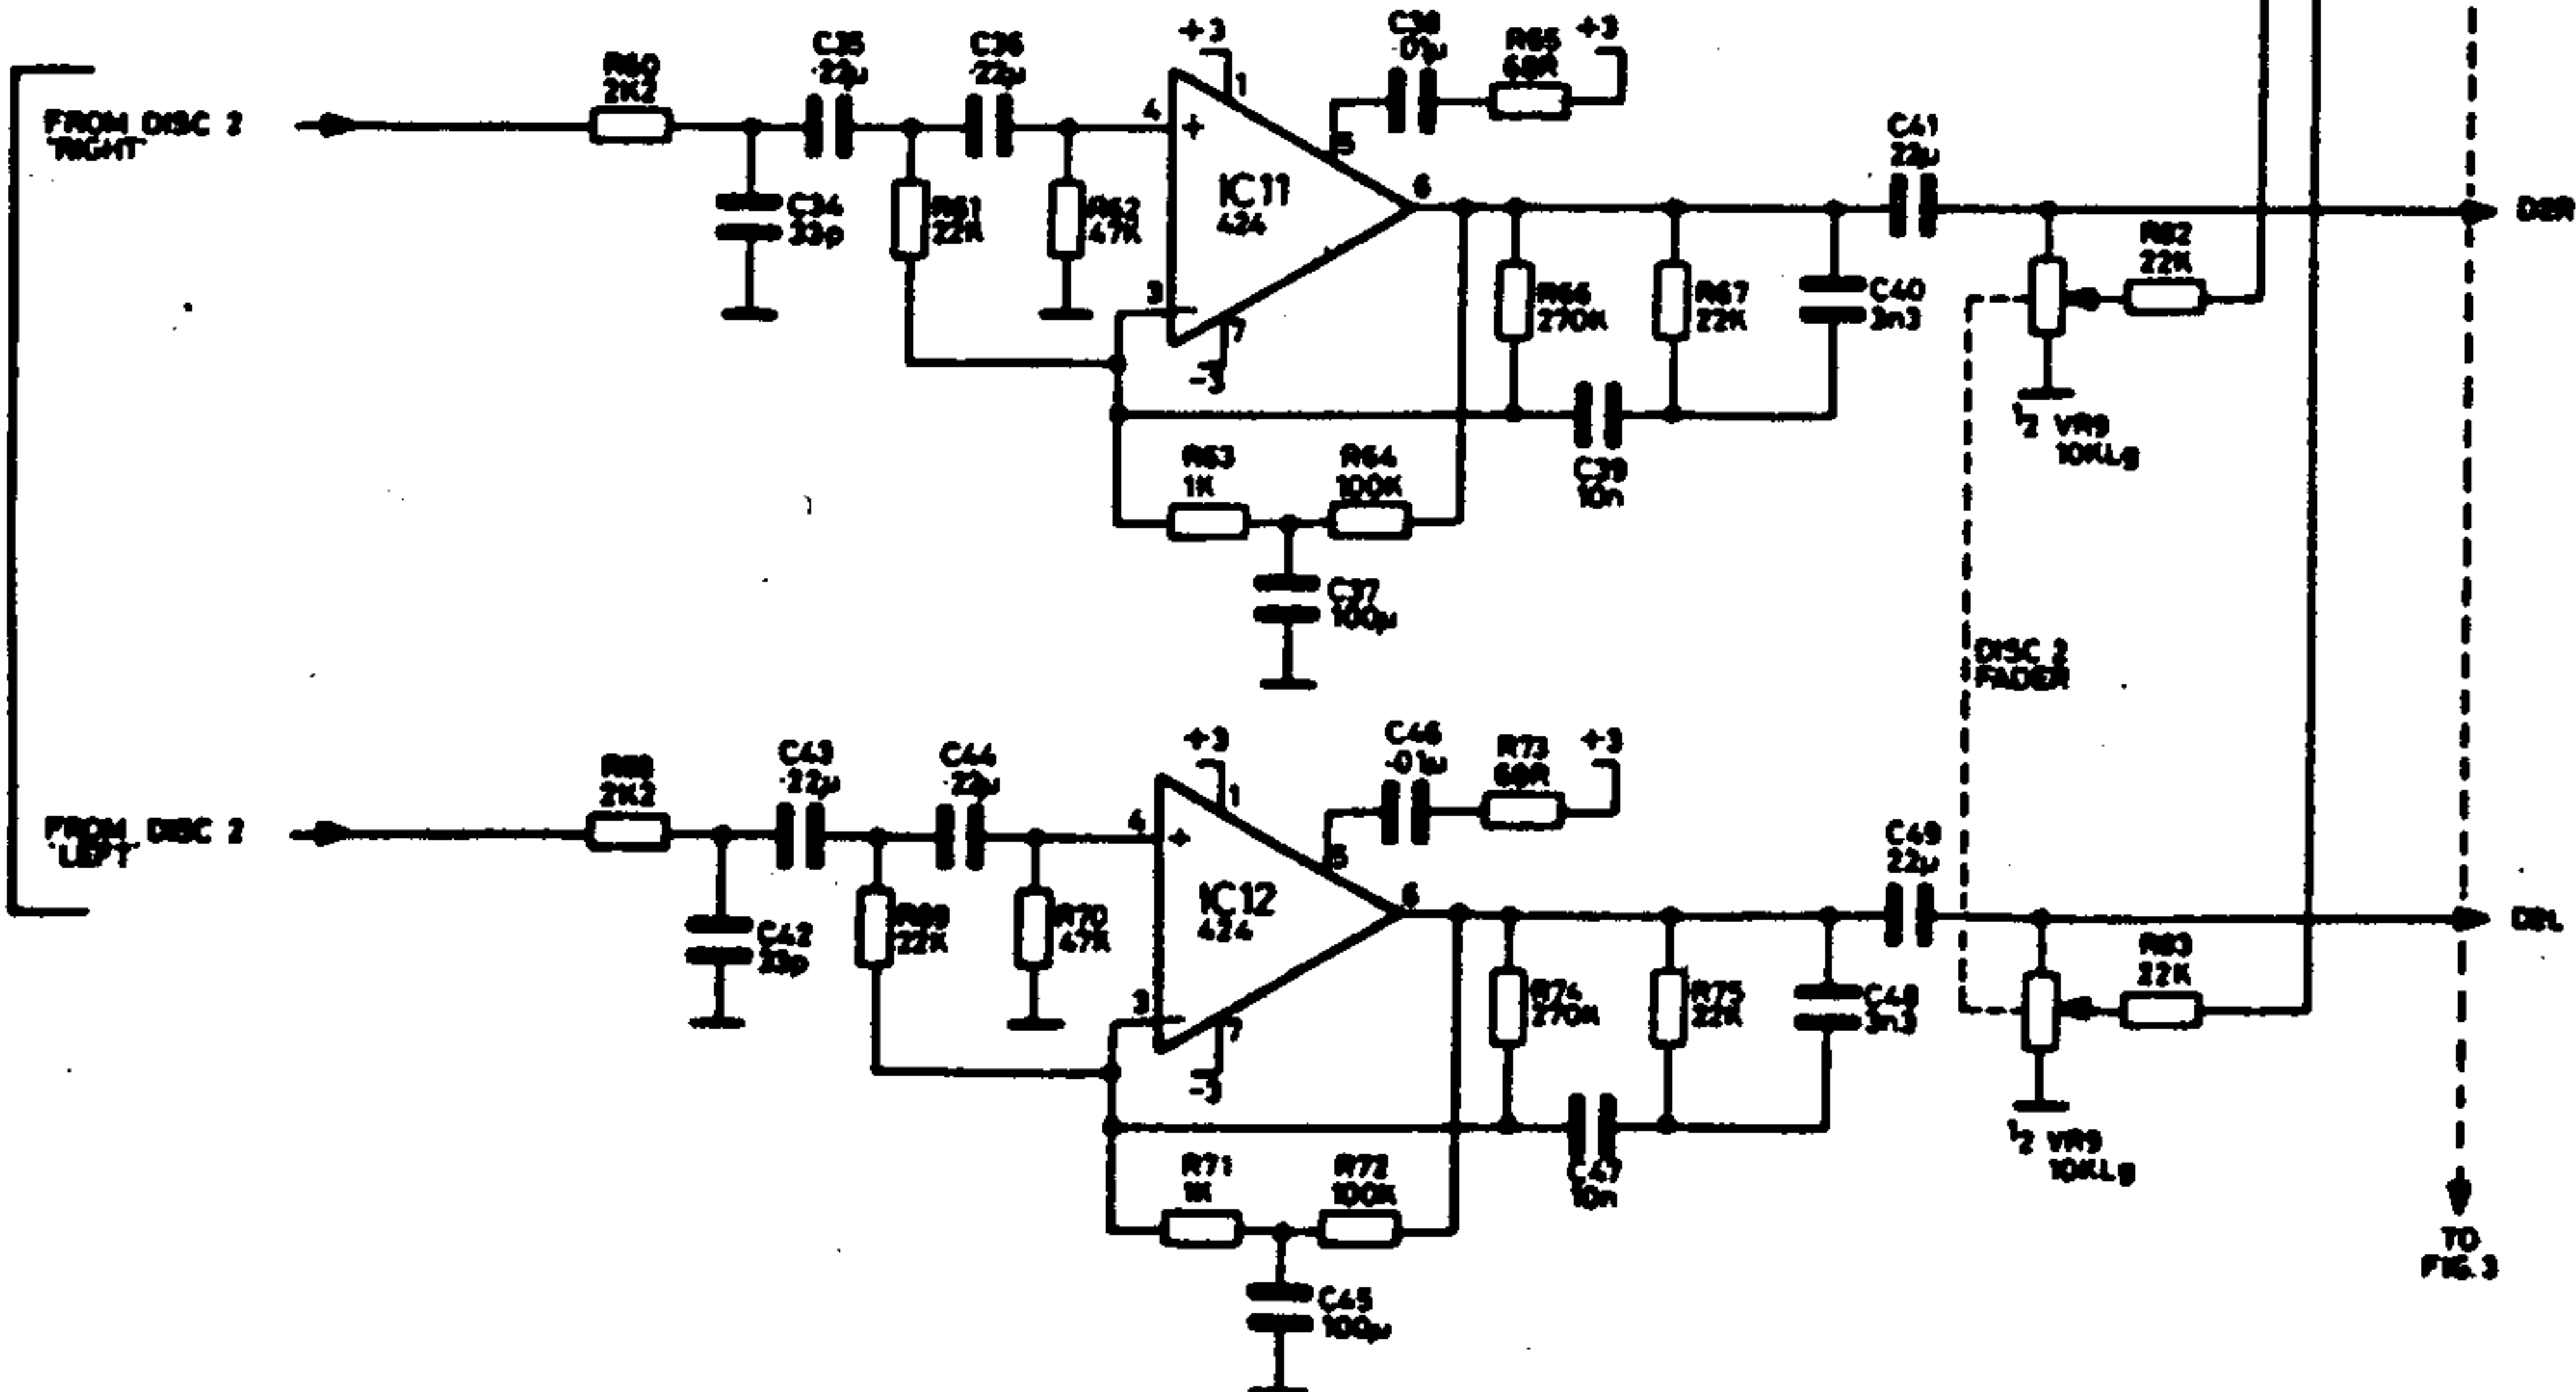 FROM DISC 2
'RIGHT'
R60
2K2
C35
·22µ
C36
·22µ
C34
33p
R61
22K
R62
47K
+3
1
4
+
3
−
7
-3
5
6
IC11
424
C38
·01µ
R65
68R
+3
R66
270K
R67
22K
C40
3n3
C39
10n
R63
1K
R64
100K
C37
100µ
C41
22µ
R82
22K
½ VR9
10KLg
D2R
DISC 2
FADER
FROM DISC 2
'LEFT'
2K2
C43
·22µ
C44
·22µ
C42
33p
R69
22K
R70
47K
+3
1
4
+
3
−
7
-3
5
6
IC12
424
C46
·01µ
R73
68R
+3
R74
270K
R75
22K
C48
3n3
C47
10n
R71
1K
R72
100K
C45
100µ
C49
22µ
R83
22K
½ VR9
10KLg
D2L
TO
FIG.3